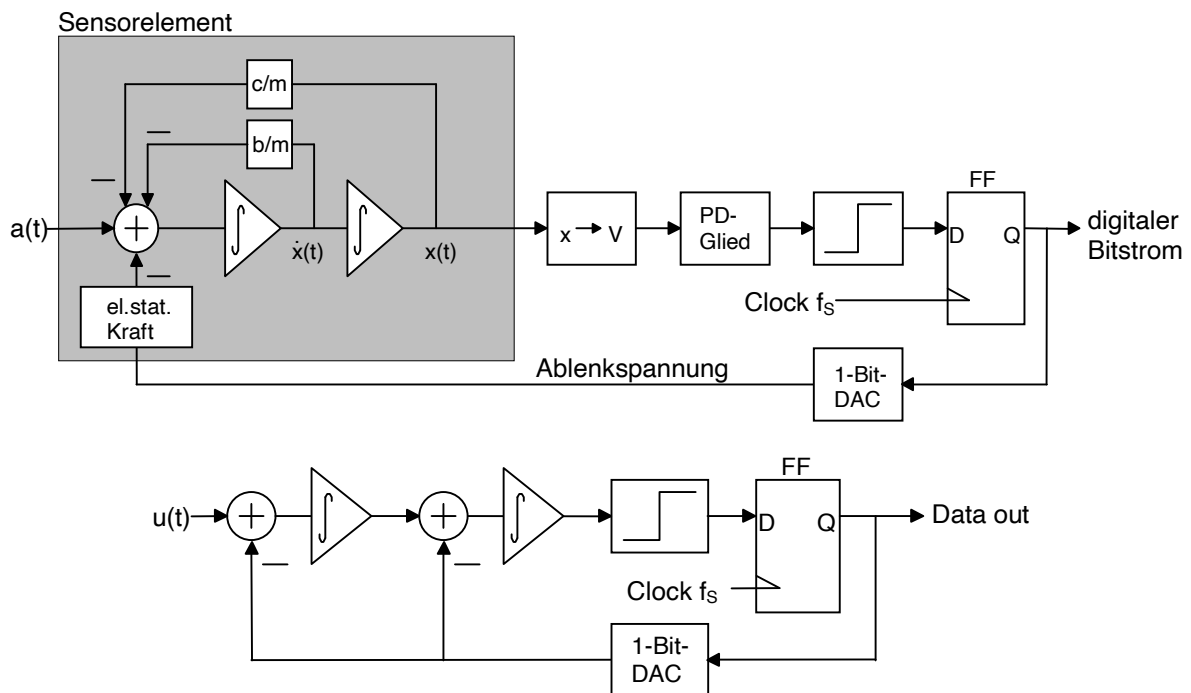 Sensorelement
c/m
b/m
a(t)
+
∫
∫
ẋ(t)
x(t)
el.stat.
Kraft
x → V
PD-
Glied
FF
D
Q
Clock fS
digitaler
Bitstrom
Ablenkspannung
1-Bit-
DAC
u(t)
+
∫
+
∫
FF
D
Q
Data out
Clock fS
1-Bit-
DAC